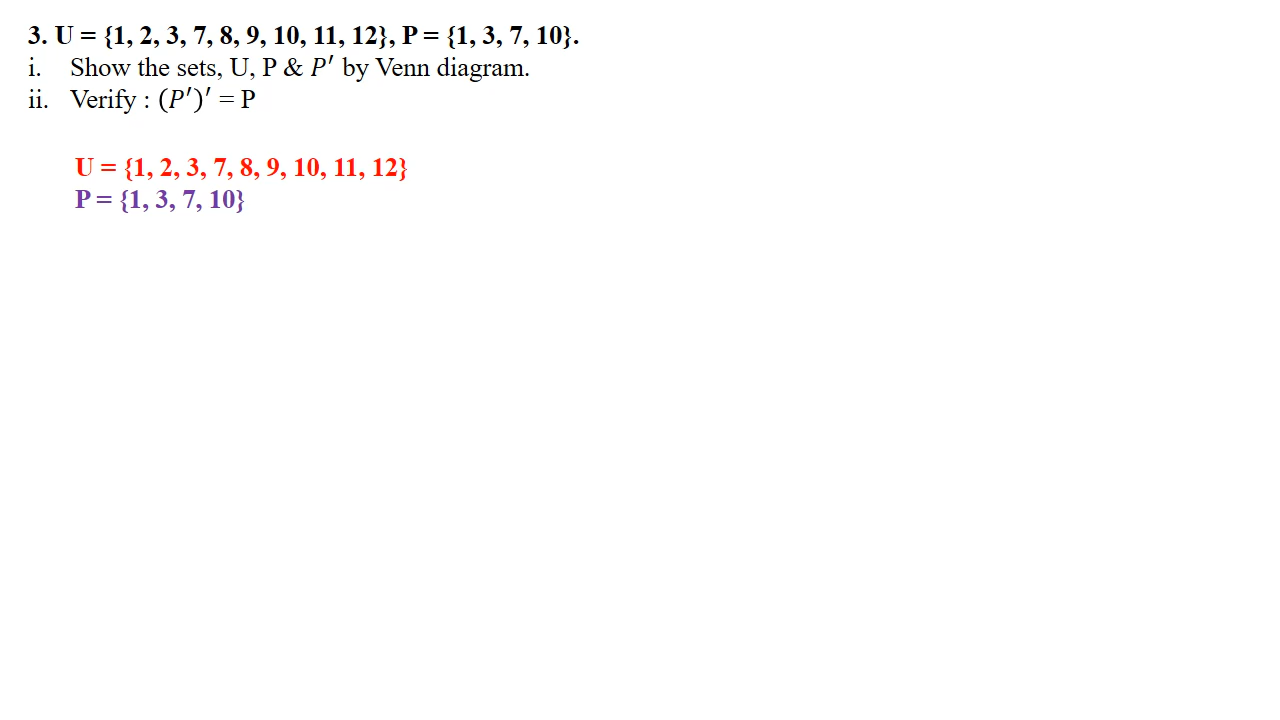 3. U = {1, 2, 3, 7, 8, 9, 10, 11, 12}, P = {1, 3, 7, 10}.
i. Show the sets, U, P & P′ by Venn diagram.
ii. Verify : (P′)′ = P
U = {1, 2, 3, 7, 8, 9, 10, 11, 12}
P = {1, 3, 7, 10}